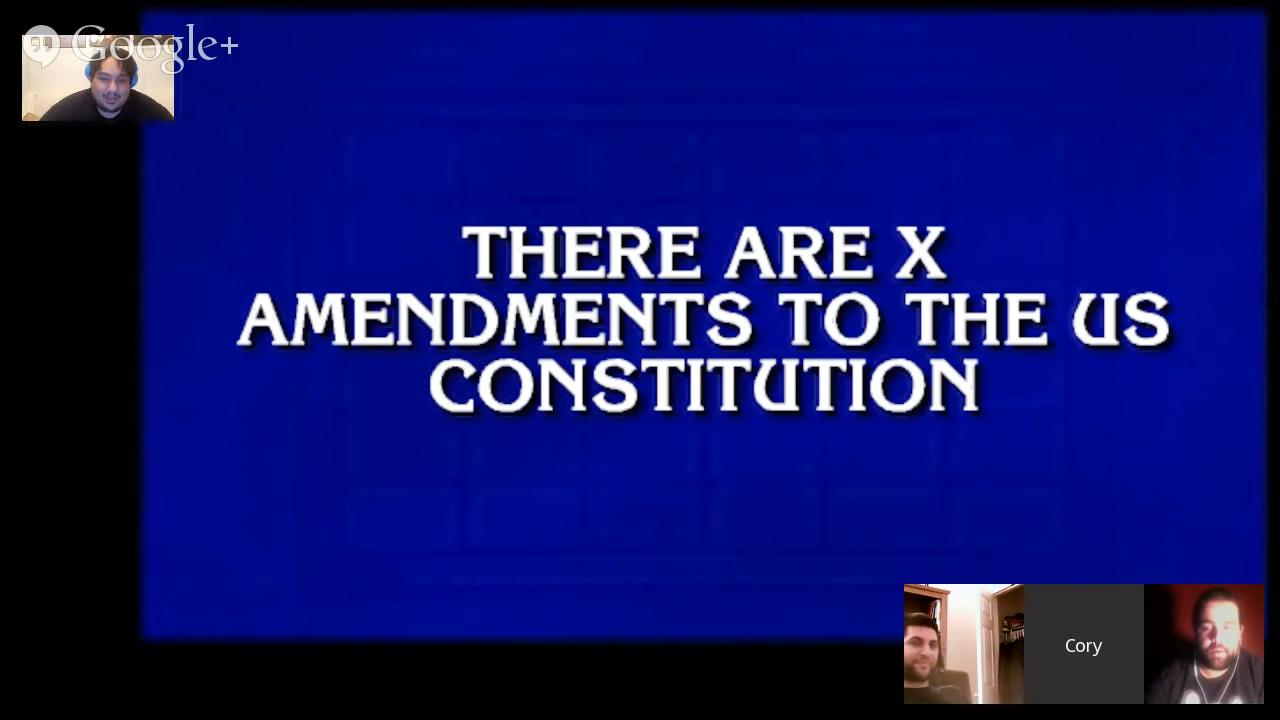 Google+
THERE ARE X
AMENDMENTS TO THE US
CONSTITUTION
Cory